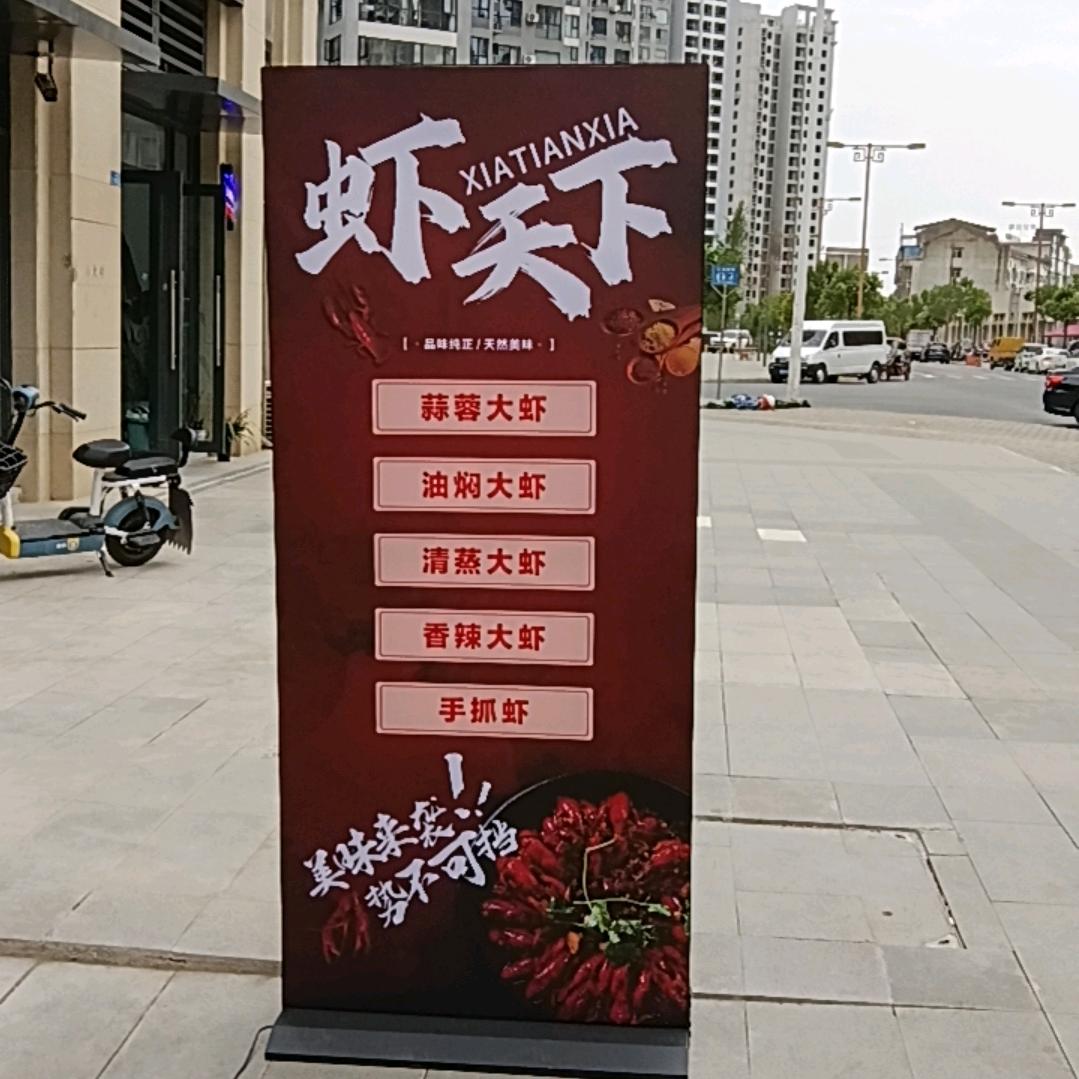 虾天下
XIATIANXIA
[ · 品味纯正 / 天然美味 · ]
蒜蓉大虾
油焖大虾
清蒸大虾
香辣大虾
手抓虾
美味来袭!!
势不可挡